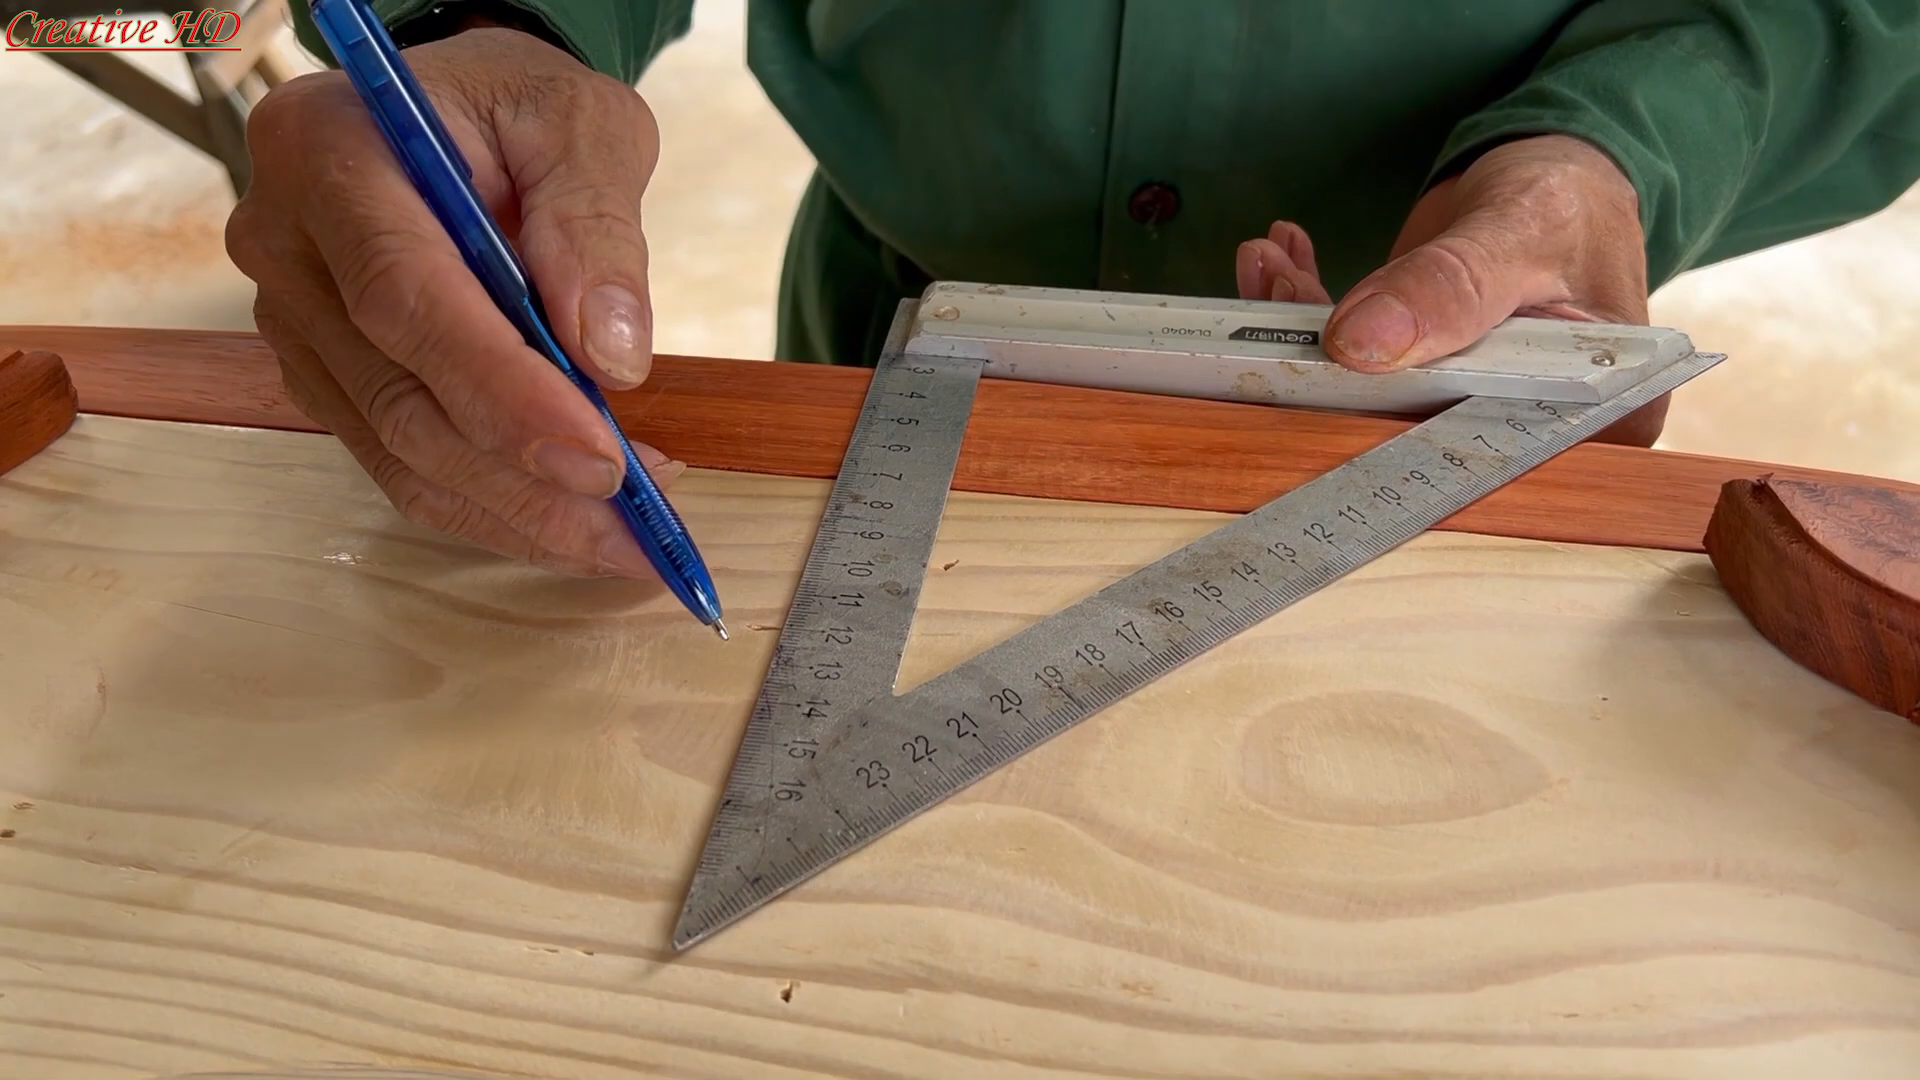 Creative HD
deli 187J
DL4040
3 4 5 6 7 8 9 10 11 12 13 14 15 16
5 6 7 8 9 10 11 12 13 14 15 16 17 18 19 20 21 22 23